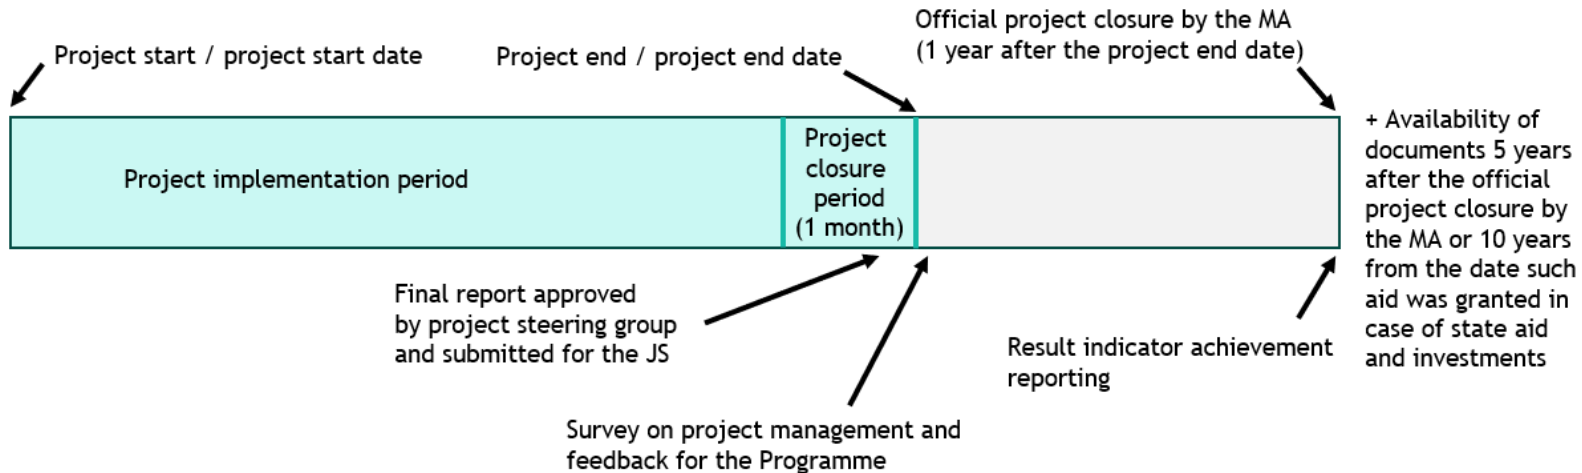 Project start / project start date
Project end / project end date
Official project closure by the MA
(1 year after the project end date)
Project implementation period
Project
closure
period
(1 month)
+ Availability of
documents 5 years
after the official
project closure by
the MA or 10 years
from the date such
aid was granted in
case of state aid
and investments
Final report approved
by project steering group
and submitted for the JS
Result indicator achievement
reporting
Survey on project management and
feedback for the Programme